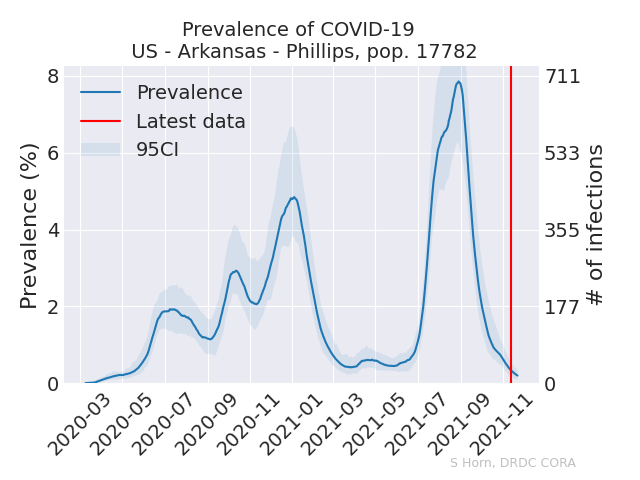 Prevalence of COVID-19
US - Arkansas - Phillips, pop. 17782
Prevalence
Latest data
95CI
Prevalence (%)
8
6
4
2
0
711
533
355
177
0
# of infections
2020-03
2020-05
2020-07
2020-09
2020-11
2021-01
2021-03
2021-05
2021-07
2021-09
2021-11
S Horn, DRDC CORA